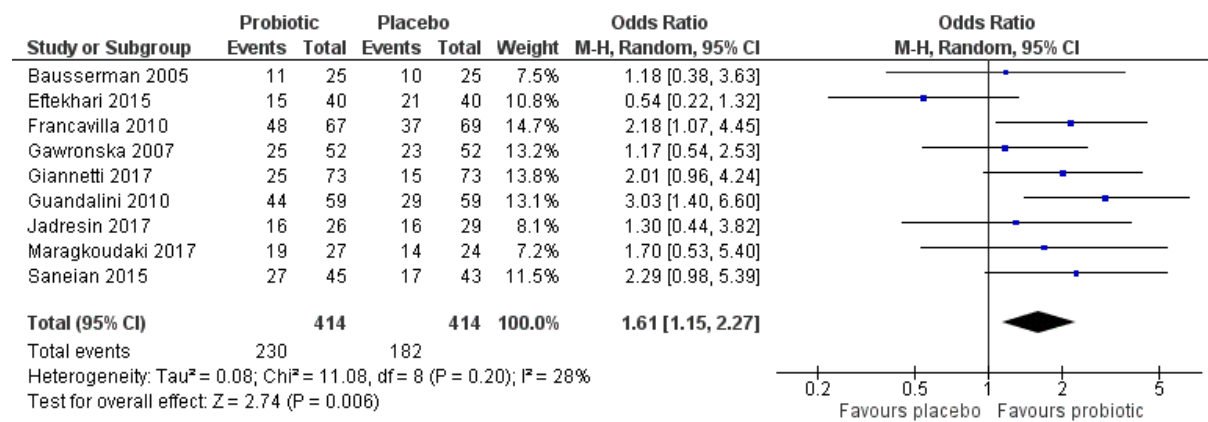 Probiotic Placebo Odds Ratio Odds Ratio
Study or Subgroup Events Total Events Total Weight M-H, Random, 95% CI M-H, Random, 95% CI
Bausserman 2005 11 25 10 25 7.5% 1.18 [0.38, 3.63]
Eftekhari 2015 15 40 21 40 10.8% 0.54 [0.22, 1.32]
Francavilla 2010 48 67 37 69 14.7% 2.18 [1.07, 4.45]
Gawronska 2007 25 52 23 52 13.2% 1.17 [0.54, 2.53]
Giannetti 2017 25 73 15 73 13.8% 2.01 [0.96, 4.24]
Guandalini 2010 44 59 29 59 13.1% 3.03 [1.40, 6.60]
Jadresin 2017 16 26 16 29 8.1% 1.30 [0.44, 3.82]
Maragkoudaki 2017 19 27 14 24 7.2% 1.70 [0.53, 5.40]
Saneian 2015 27 45 17 43 11.5% 2.29 [0.98, 5.39]
Total (95% CI) 414 414 100.0% 1.61 [1.15, 2.27]
Total events 230 182
Heterogeneity: Tau² = 0.08; Chi² = 11.08, df = 8 (P = 0.20); I² = 28%
Test for overall effect: Z = 2.74 (P = 0.006)
0.2 0.5 1 2 5
Favours placebo Favours probiotic